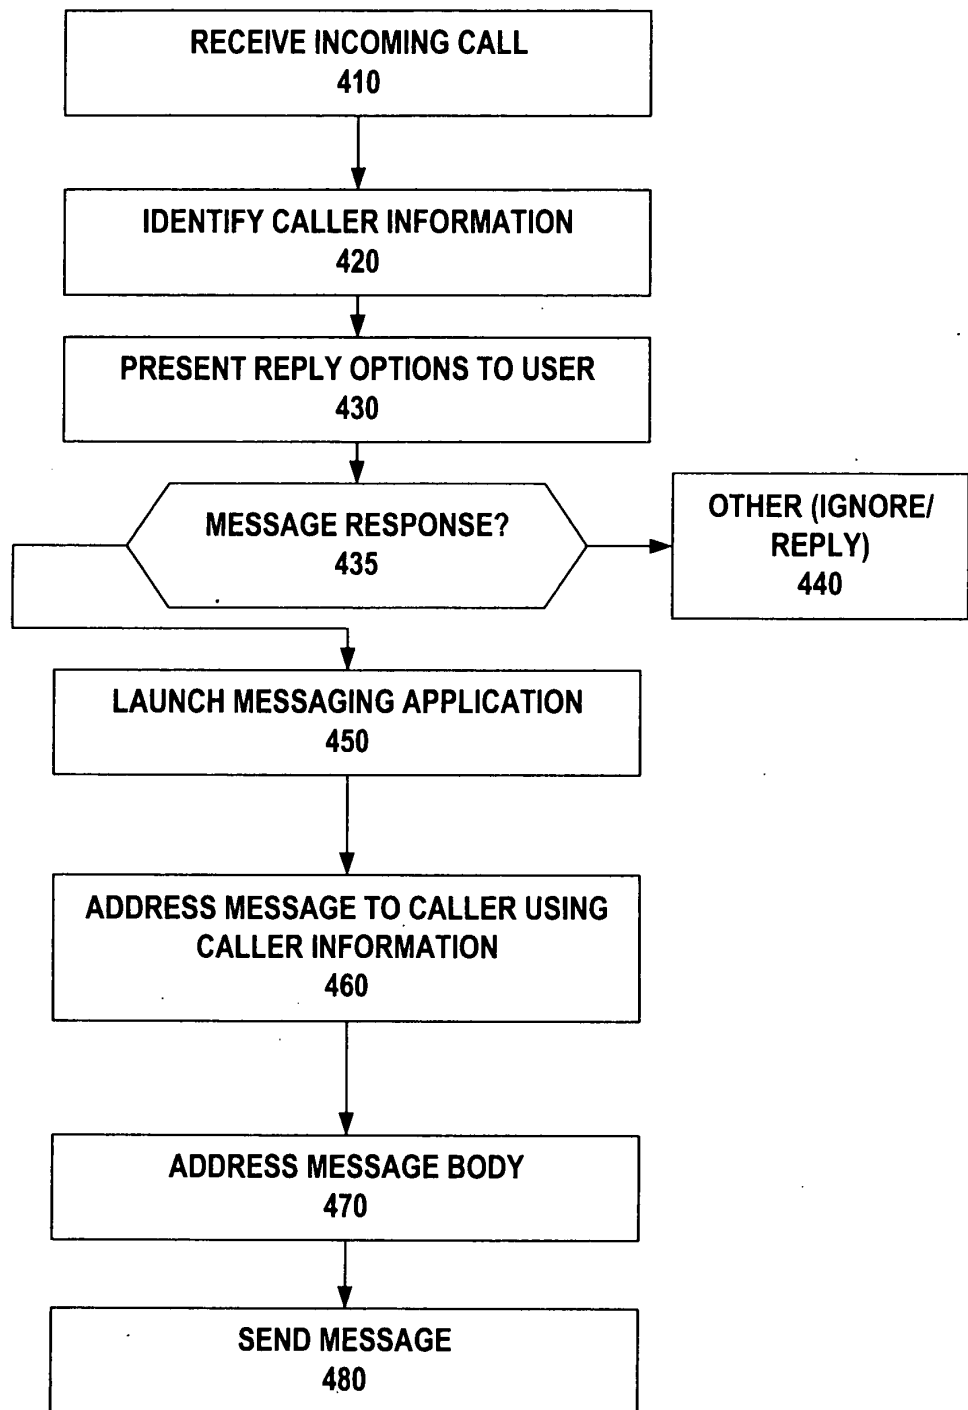 RECEIVE INCOMING CALL
410
IDENTIFY CALLER INFORMATION
420
PRESENT REPLY OPTIONS TO USER
430
MESSAGE RESPONSE?
435
OTHER (IGNORE/
REPLY)
440
LAUNCH MESSAGING APPLICATION
450
ADDRESS MESSAGE TO CALLER USING
CALLER INFORMATION
460
ADDRESS MESSAGE BODY
470
SEND MESSAGE
480